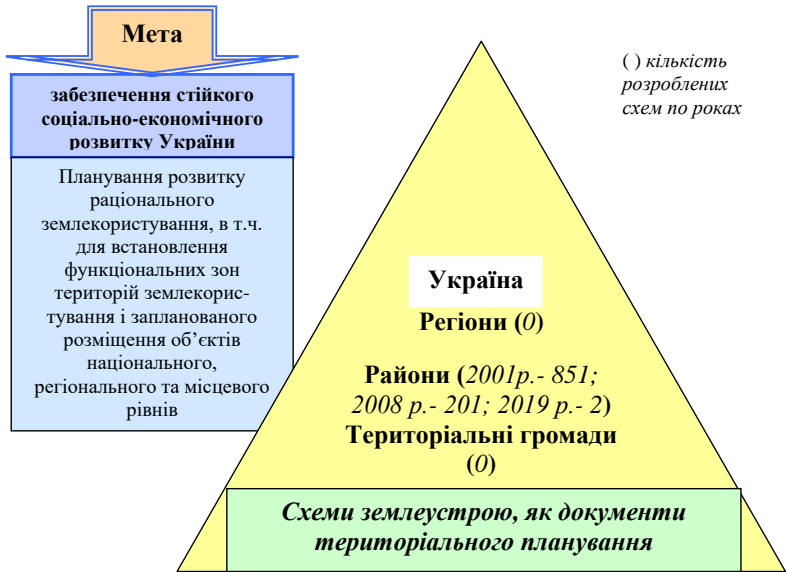 Мета
забезпечення стійкого
соціально-економічного
розвитку України
Планування розвитку
раціонального
землекористування, в т.ч.
для встановлення
функціональних зон
територій землекорис-
тування і запланованого
розміщення об’єктів
національного,
регіонального та місцевого
рівнів
( ) кількість
розроблених
схем по роках
Україна
Регіони (0)
Райони (2001р.- 851;
2008 р.- 201; 2019 р.- 2)
Територіальні громади
(0)
Схеми землеустрою, як документи
територіального планування